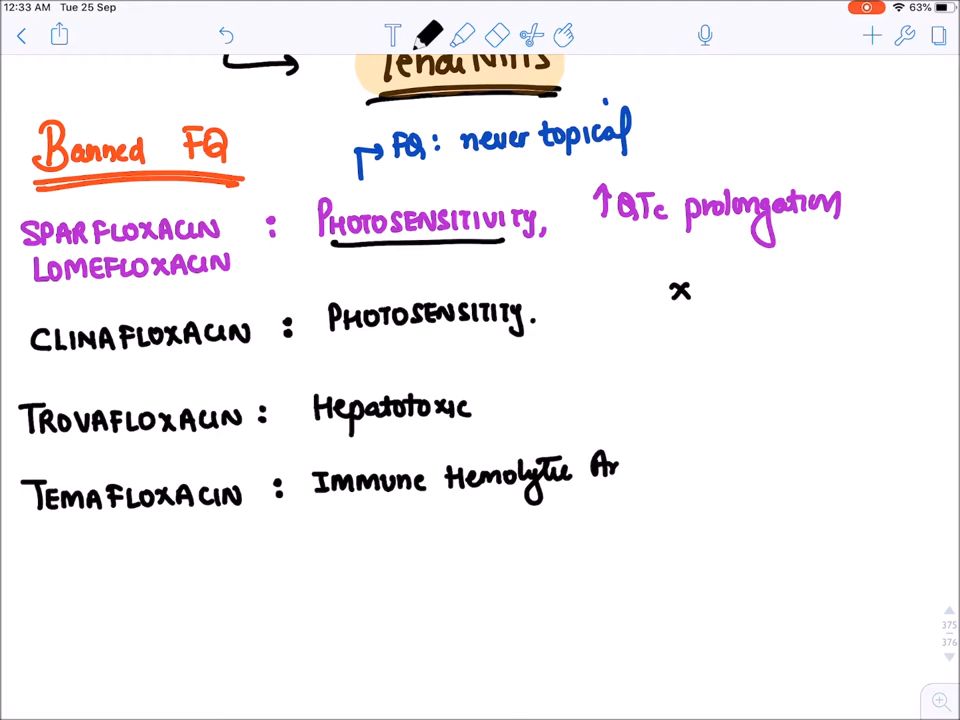 12:33 AM Tue 25 Sep
63%
TendiNitis
Banned FQ
FQ: never topical
SPARFLOXACIN : PHOTOSENSITIVITY, ↑QTc prolongation
LOMEFLOXACIN
x
CLINAFLOXACIN : PHOTOSENSITITY.
TROVAFLOXACIN : Hepatotoxic
TEMAFLOXACIN : Immune Hemolytic An
375
376